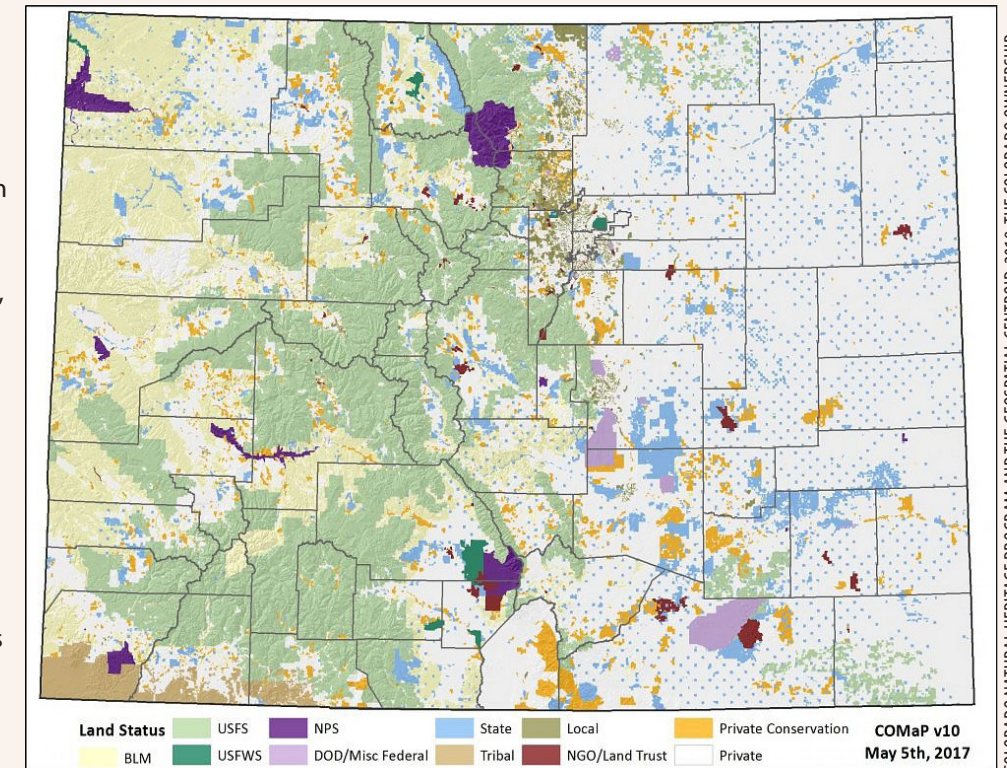 Land Status
USFS
NPS
State
Local
Private Conservation
COMaP v10
BLM
USFWS
DOD/Misc Federal
Tribal
NGO/Land Trust
Private
May 5th, 2017